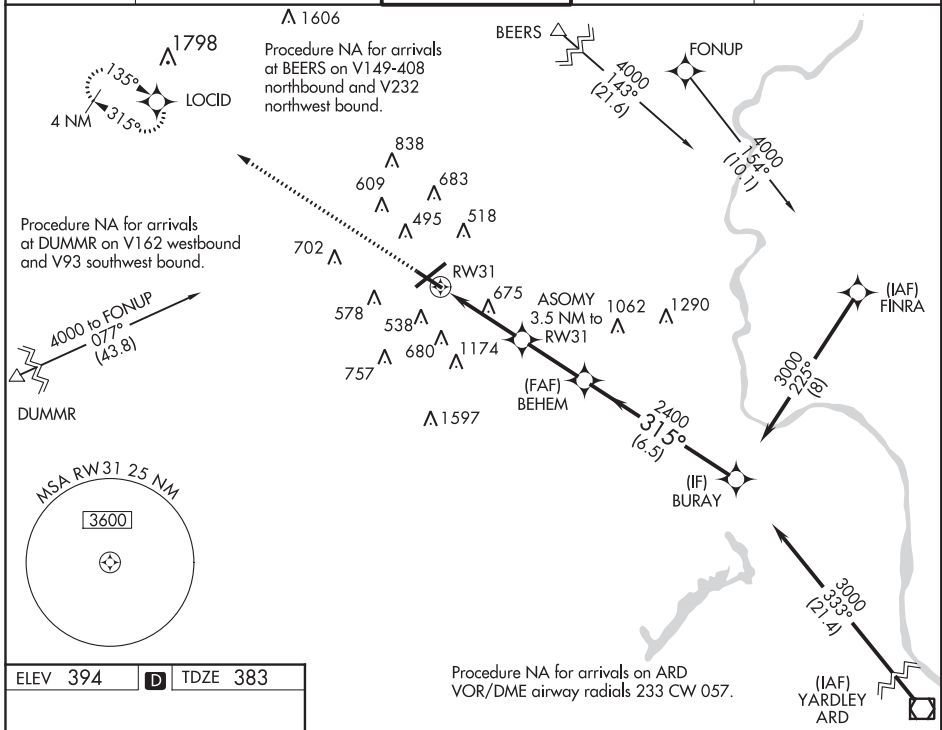 1606
1798
135°
315°
4 NM
LOCID
Procedure NA for arrivals
at BEERS on V149-408
northbound and V232
northwest bound.
BEERS
4000
143°
(21.6)
FONUP
4000
154°
(10.1)
838
609
683
495
518
702
Procedure NA for arrivals
at DUMMR on V162 westbound
and V93 southwest bound.
RW31
578
538
675
ASOMY
3.5 NM to
RW31
1062
1290
(IAF)
FINRA
4000 to FONUP
077°
(43.8)
DUMMR
757
680
1174
1597
(FAF)
BEHEM
3000
225°
(8)
2400
315°
(6.5)
(IF)
BURAY
MSA RW31 25 NM
3600
3000
333°
(21.4)
ELEV 394
D
TDZE 383
Procedure NA for arrivals on ARD
VOR/DME airway radials 233 CW 057.
(IAF)
YARDLEY
ARD